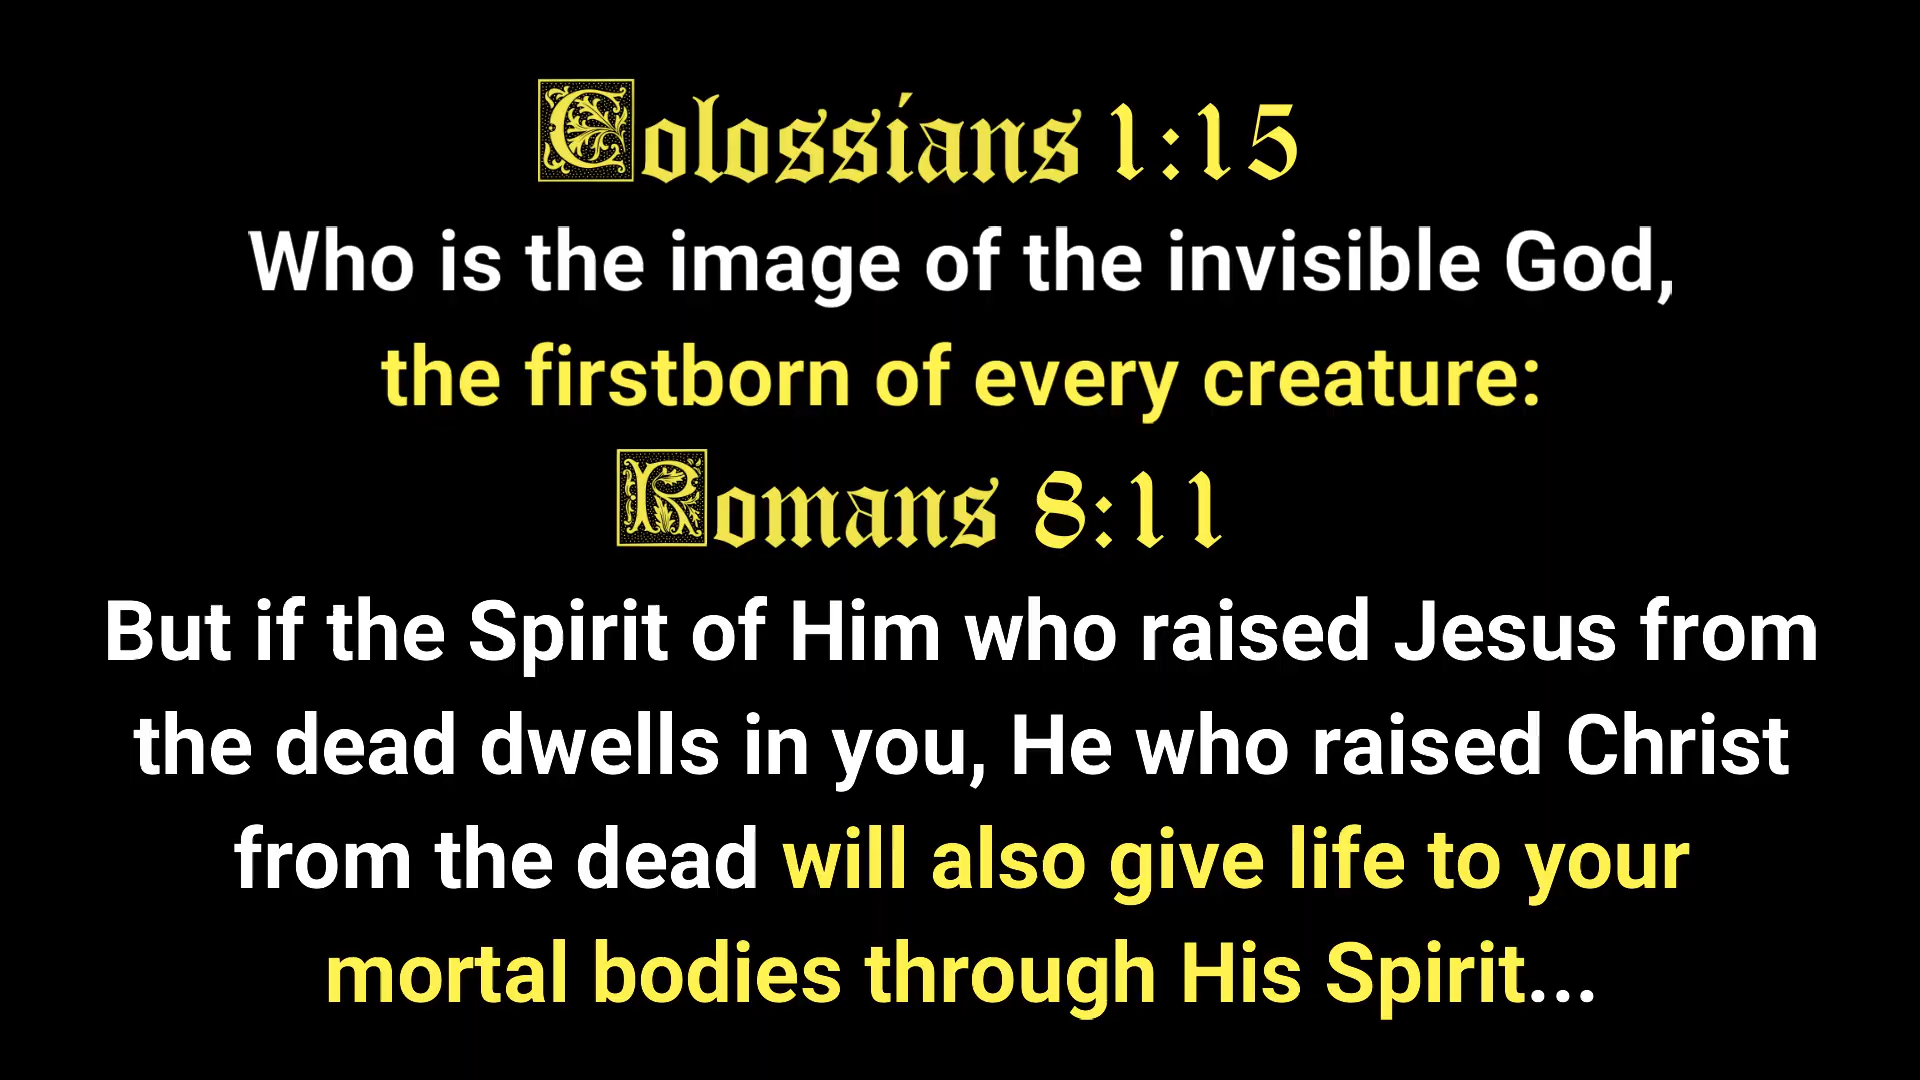 Colossians 1:15
Who is the image of the invisible God,
the firstborn of every creature:
Romans 8:11
But if the Spirit of Him who raised Jesus from
the dead dwells in you, He who raised Christ
from the dead will also give life to your
mortal bodies through His Spirit...